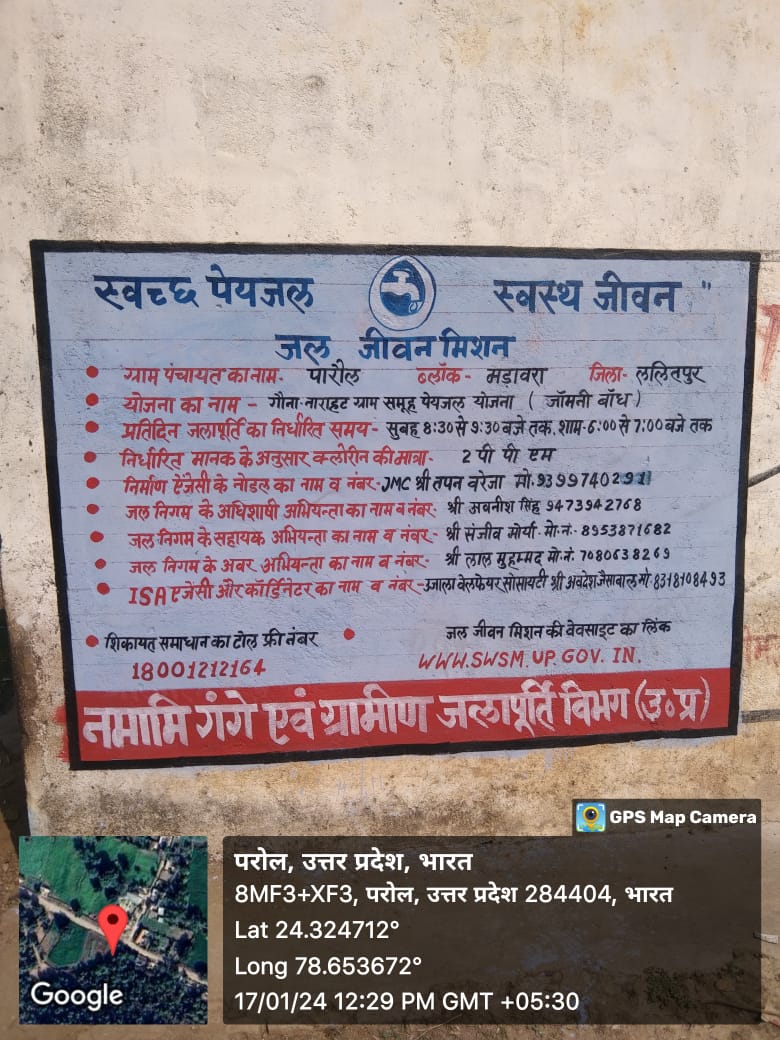 स्वच्छ पेयजल स्वस्थ जीवन "
जल जीवन मिशन
• ग्राम पंचायत का नाम- पारौल ब्लॉक- मड़ावरा जिला- ललितपुर
• योजना का नाम - गौना-नाराहट ग्राम समूह पेयजल योजना ( जॉमनी बाँध )
• प्रतिदिन जलापूर्ति का निर्धारित समय- सुबह 8:30 से 9:30 बजे तक, शाम-6:00 से 7:00 बजे तक
• निर्धारित मानक के अनुसार क्लोरिन की मात्रा- 2 पी पी एम
• निर्माण ऐंजेसी के नोडल का नाम व नंबर- JMC श्री तपन वरेजा मो. 9399740291
• जल निगम के अधिशाषी अभियन्ता का नाम व नंबर- श्री अवनीश सिंह 9473942768
• जल निगम के सहायक अभियन्ता का नाम व नंबर- श्री संजीव मोर्या- मो.नं- 8953871682
• जल निगम के अवर अभियन्ता का नाम व नंबर- श्री लाल मुहम्मद मो.नं 7080638269
• ISA ऐजेंसी और कॉर्डिनेटर का नाम व नंबर- उजाला वेलफेयर सोसायटी श्री अवदेश जैसाबाल मो- 8318108493
• शिकायत समाधान का टोल फ्री नंबर • जल जीवन मिशन की वेवसाइट का लिंक
18001212164 WWW.SWSM.UP.GOV.IN.
नमामि गंगे एवं ग्रामीण जलापूर्ति विभग (उ०प्र)
GPS Map Camera
परोल, उत्तर प्रदेश, भारत
8MF3+XF3, परोल, उत्तर प्रदेश 284404, भारत
Lat 24.324712°
Long 78.653672°
17/01/24 12:29 PM GMT +05:30
Google